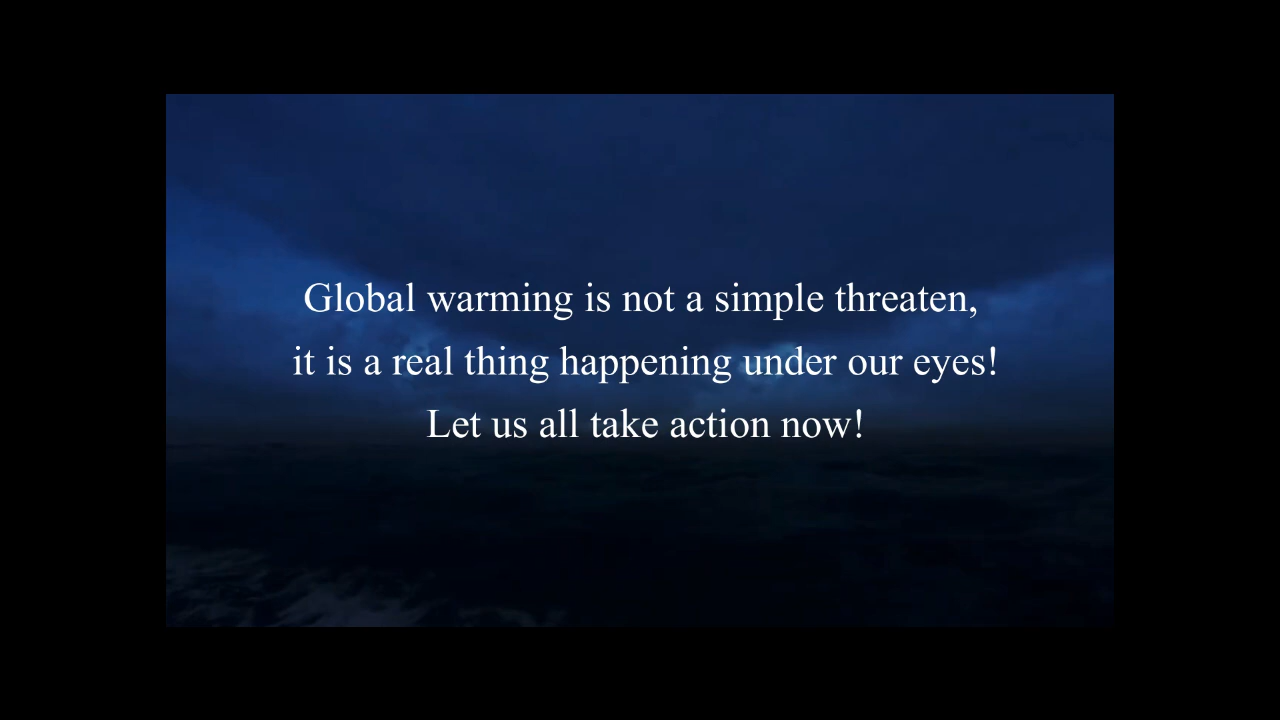 Global warming is not a simple threaten,
it is a real thing happening under our eyes!
Let us all take action now!